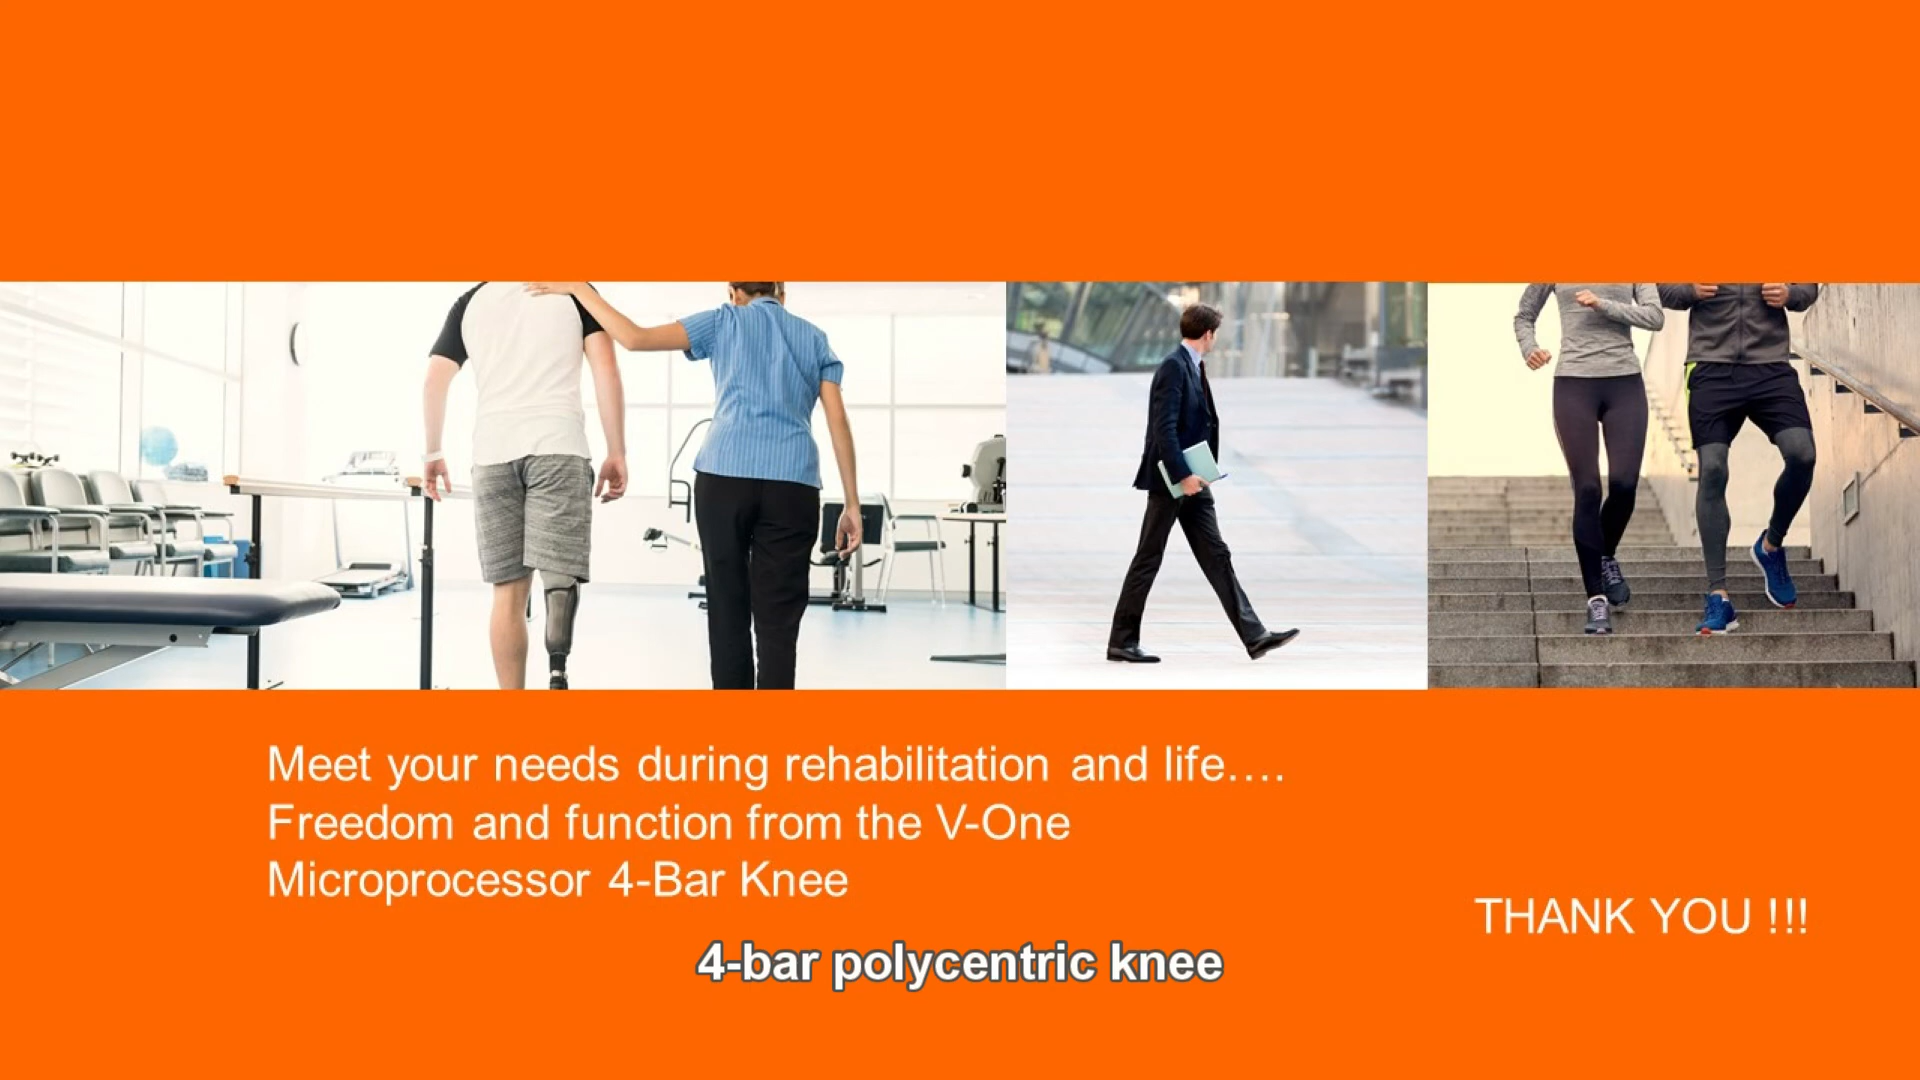 Meet your needs during rehabilitation and life....
Freedom and function from the V-One
Microprocessor 4-Bar Knee
THANK YOU !!!
4-bar polycentric knee